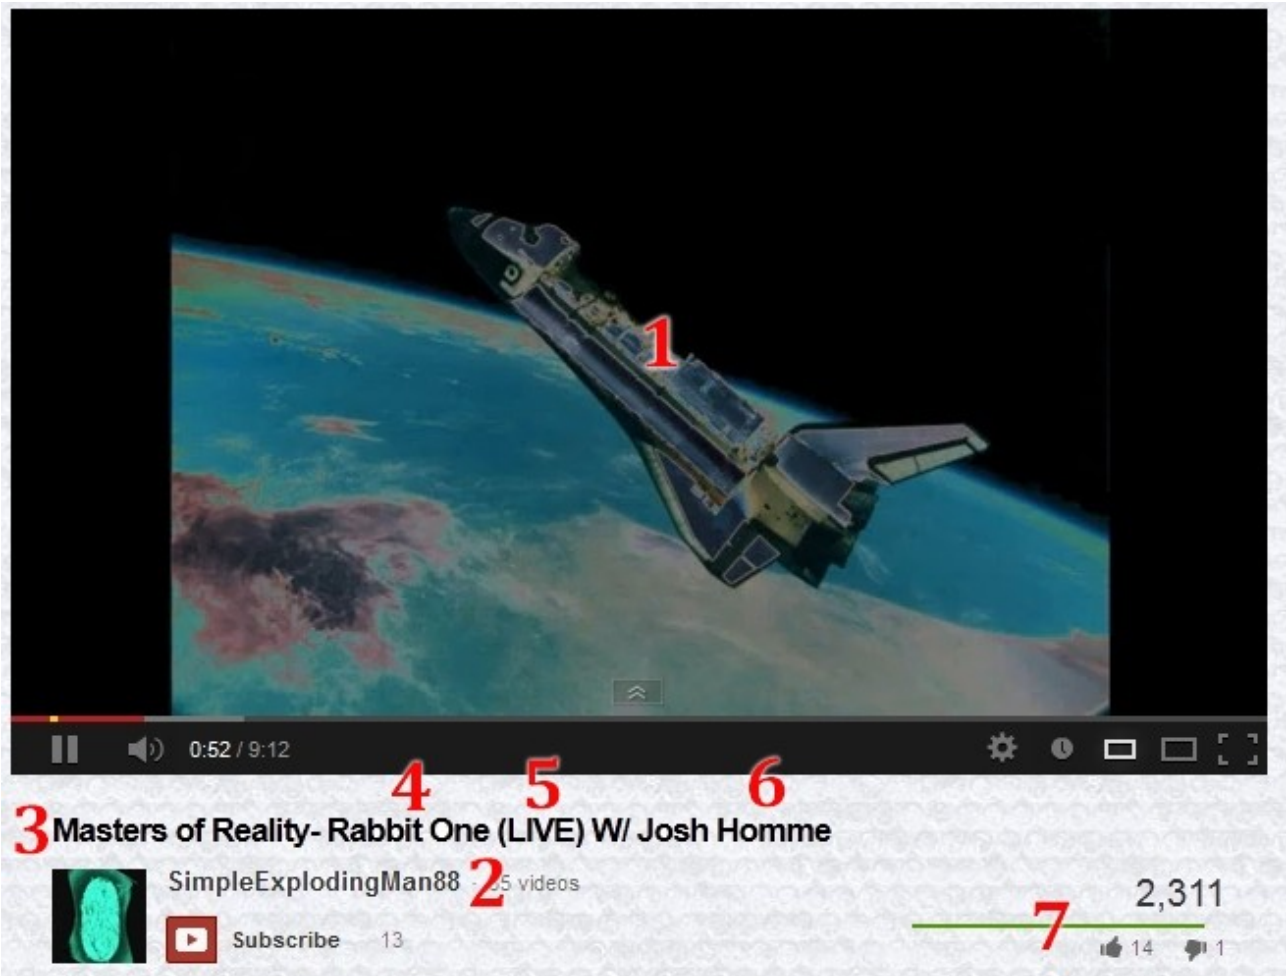 1
0:52 / 9:12
4 5 6
3 Masters of Reality- Rabbit One (LIVE) W/ Josh Homme
SimpleExplodingMan88 - 2 5 videos
2,311
7
Subscribe 13
14 1